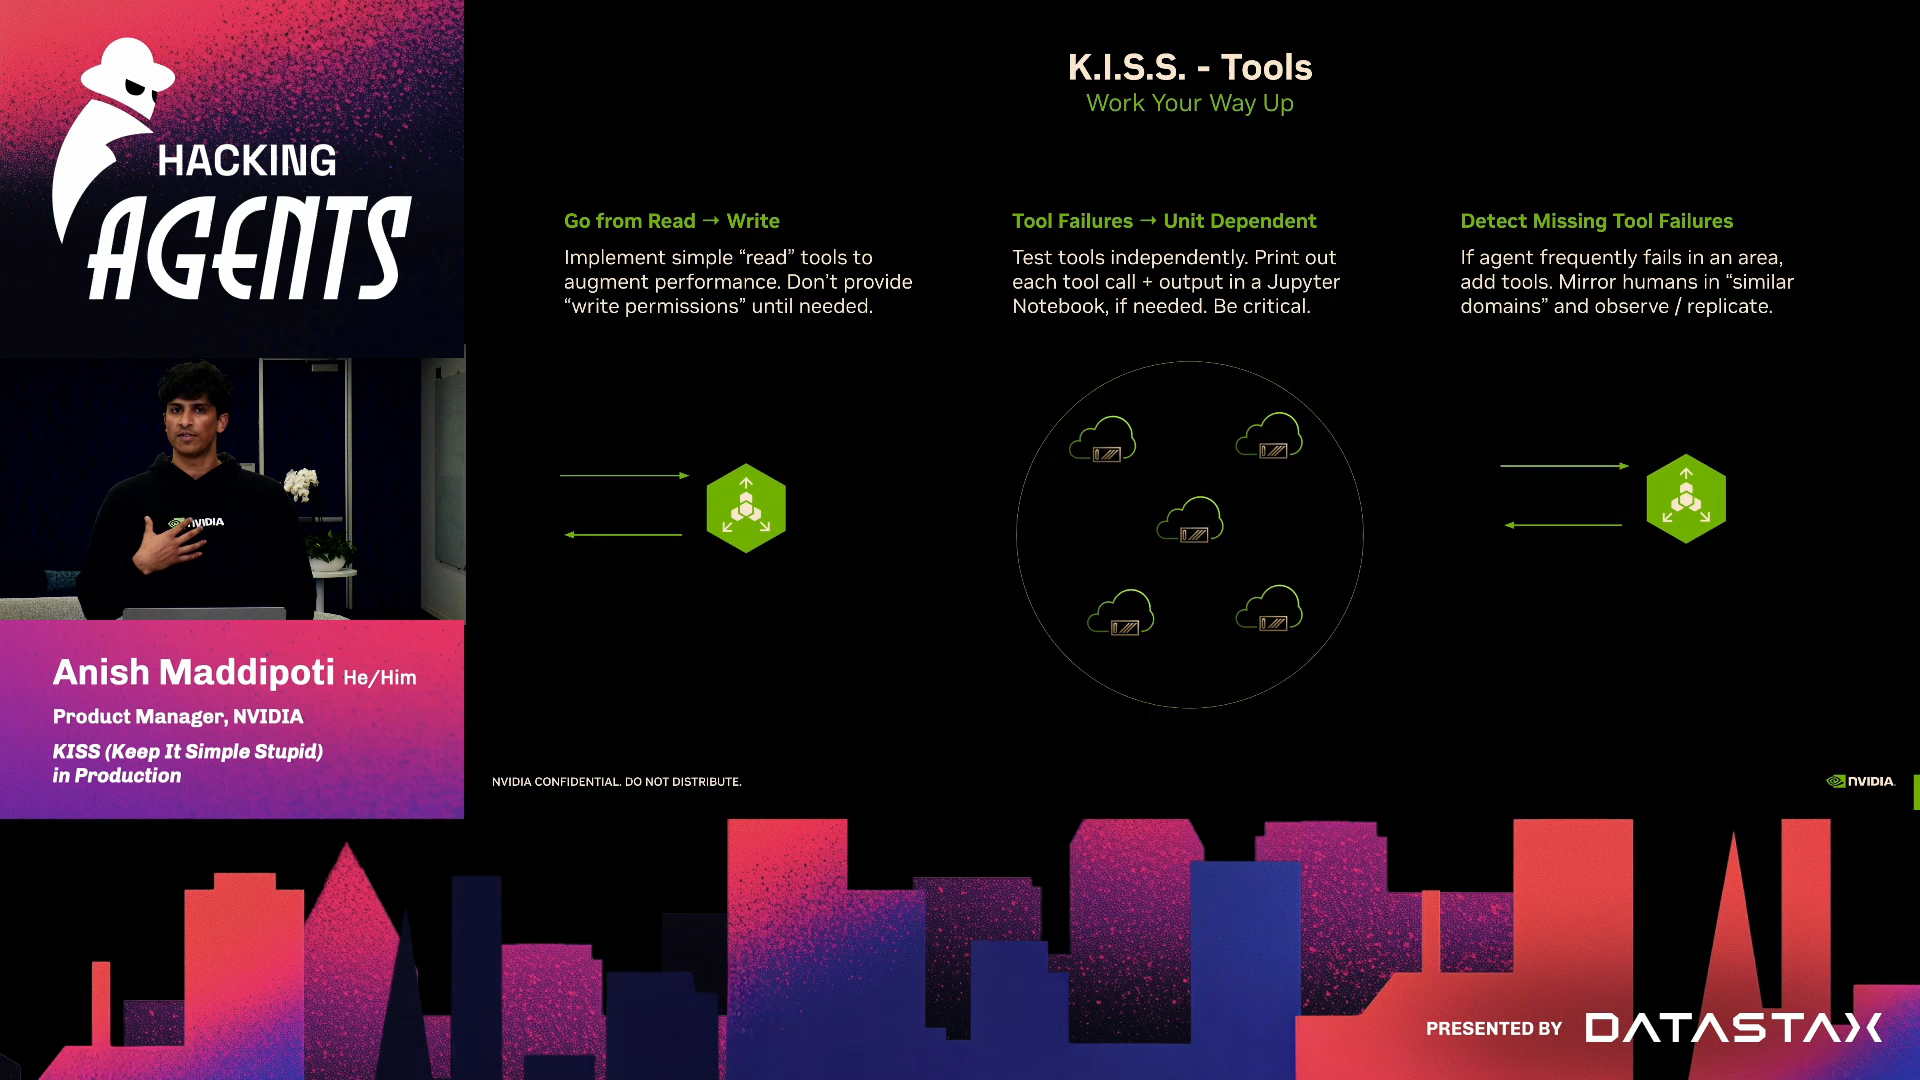 HACKING
AGENTS
K.I.S.S. - Tools
Work Your Way Up
Go from Read → Write
Implement simple “read” tools to
augment performance. Don’t provide
“write permissions” until needed.
Tool Failures → Unit Dependent
Test tools independently. Print out
each tool call + output in a Jupyter
Notebook, if needed. Be critical.
Detect Missing Tool Failures
If agent frequently fails in an area,
add tools. Mirror humans in “similar
domains” and observe / replicate.
NVIDIA
Anish Maddipoti He/Him
Product Manager, NVIDIA
KISS (Keep It Simple Stupid)
in Production
NVIDIA CONFIDENTIAL. DO NOT DISTRIBUTE.
NVIDIA.
PRESENTED BY DATASTAX